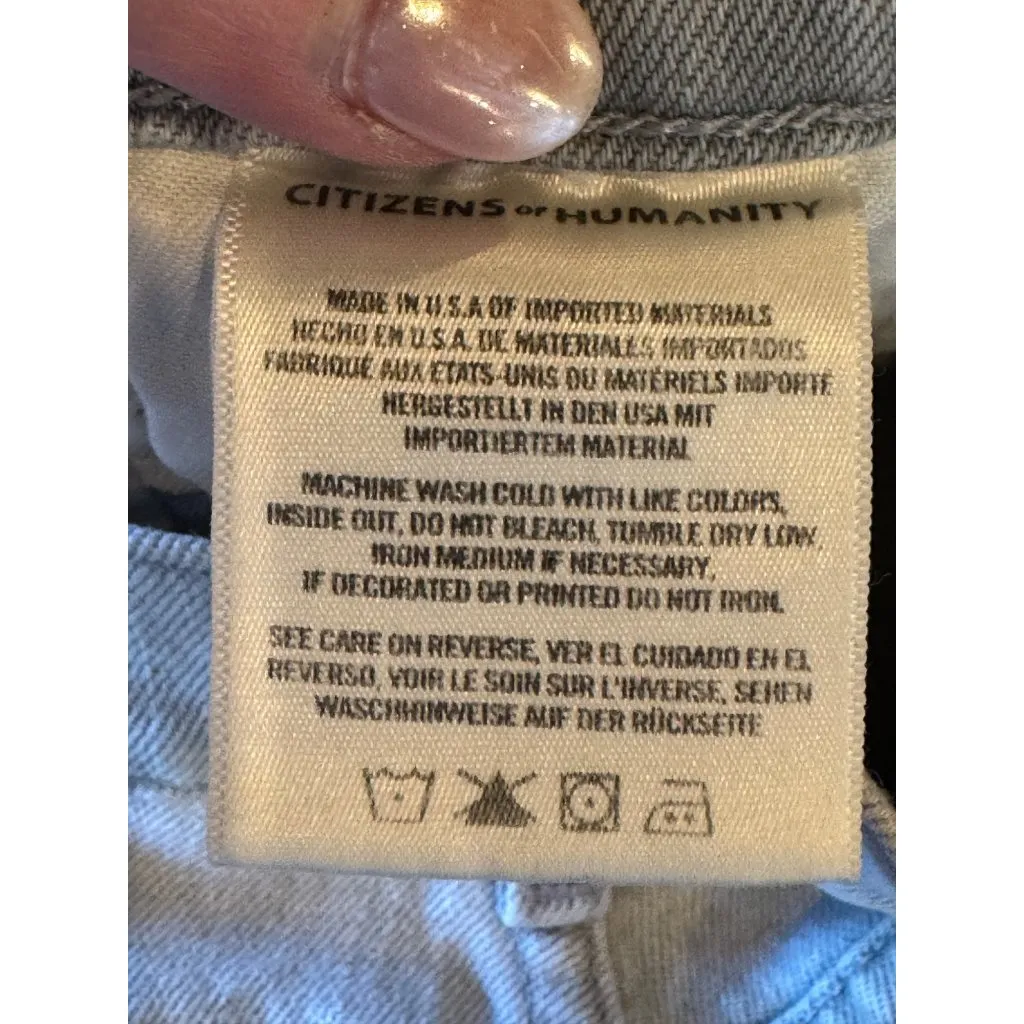 CITIZENS OF HUMANITY
MADE IN U.S.A OF IMPORTED MATERIALS
HECHO EN U.S.A. DE MATERIALES IMPORTADOS
FABRIQUE AUX ETATS-UNIS DU MATÉRIELS IMPORTE
HERGESTELLT IN DEN USA MIT
IMPORTIERTEM MATERIAL
MACHINE WASH COLD WITH LIKE COLORS,
INSIDE OUT, DO NOT BLEACH, TUMBLE DRY LOW,
IRON MEDIUM IF NECESSARY,
IF DECORATED OR PRINTED DO NOT IRON.
SEE CARE ON REVERSE, VER EL CUIDADO EN EL
REVERSO, VOIR LE SOIN SUR L'INVERSE, SEHEN
WASCHHINWEISE AUF DER RÜCKSEITE